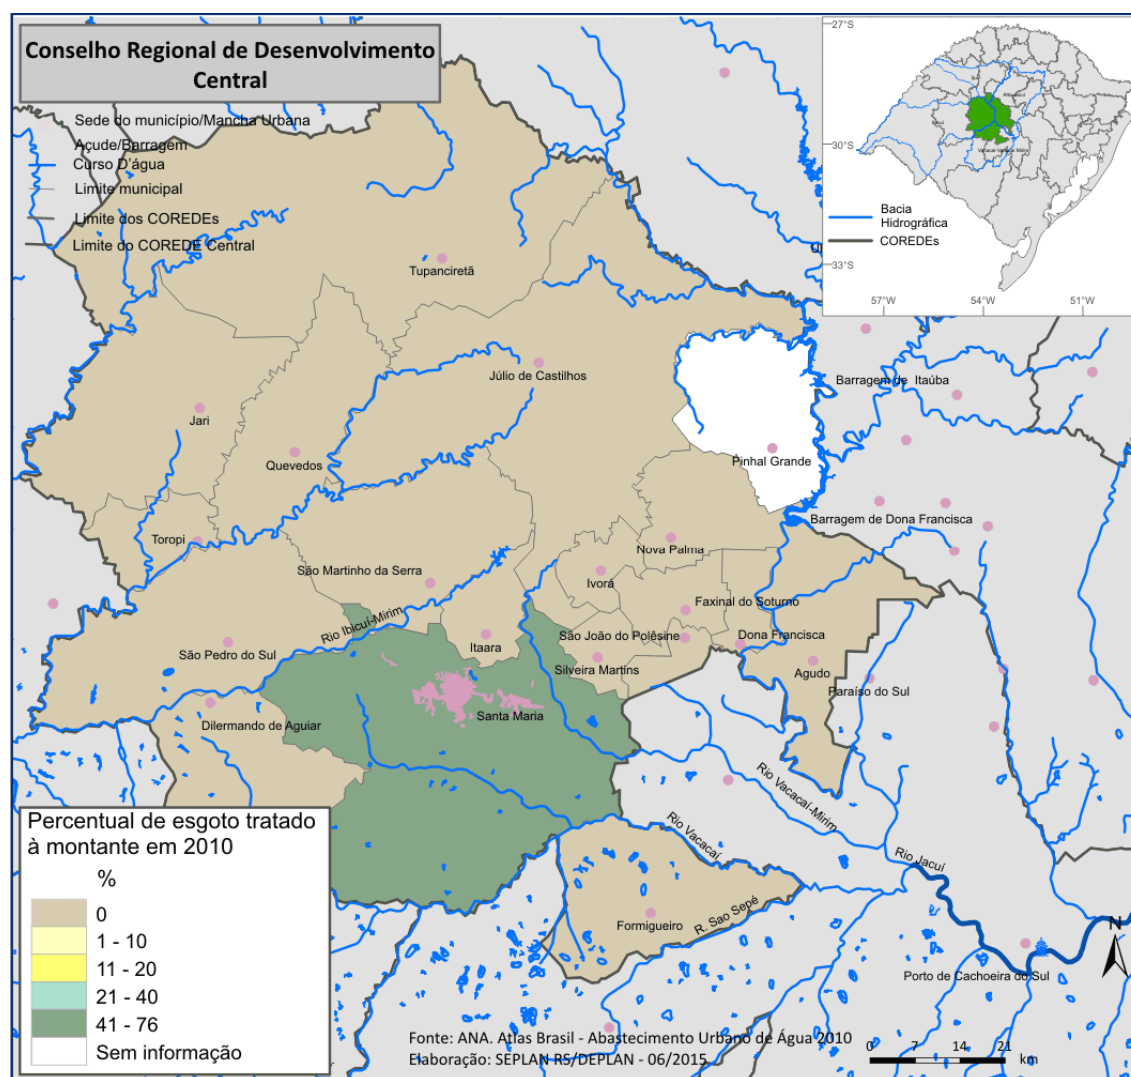 Conselho Regional de Desenvolvimento
Central
Sede do município/Mancha Urbana
Açude/Barragem
Curso D'água
Limite municipal
Limite dos COREDEs
Limite do COREDE Central
27°S
30°S
33°S
57°W
54°W
51°W
Bacia
Hidrográfica
COREDEs
Tupanciretã
Júlio de Castilhos
Jari
Quevedos
Pinhal Grande
Barragem de Itaúba
Barragem de Dona Francisca
Toropi
Nova Palma
São Martinho da Serra
Ivorá
Faxinal do Soturno
Rio Ibicuí-Mirim
São João do Polêsine
Dona Francisca
Itaara
São Pedro do Sul
Silveira Martins
Agudo
Paraíso do Sul
Santa Maria
Dilermando de Aguiar
Rio Vacacaí-Mirim
Rio Vacacaí
Rio Jacuí
Formigueiro
R. Sao Sepé
Porto de Cachoeira do Sul
Percentual de esgoto tratado
à montante em 2010
%
0
1 - 10
11 - 20
21 - 40
41 - 76
Sem informação
N
Fonte: ANA. Atlas Brasil - Abastecimento Urbano de Água 2010
Elaboração: SEPLAN RS/DEPLAN - 06/2015
0 7 14 21
km